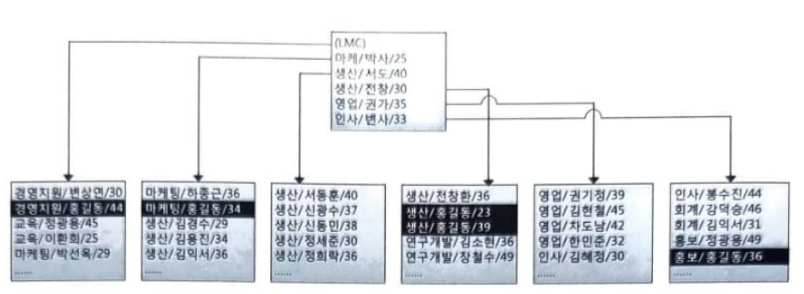 (LMC)
마케/박사/25
생산/서도/40
생산/전창/30
영업/권가/35
인사/변사/33
경영지원/변상연/30
경영지원/홍길동/44
교육/정광용/45
교육/이환희/25
마케팅/박선옥/29
......
마케팅/하종근/36
마케팅/홍길동/34
생산/김경수/29
생산/김용진/34
생산/김익서/36
......
생산/서동훈/40
생산/신광수/37
생산/신동민/38
생산/정세준/30
생산/정희락/36
......
생산/전창환/36
생산/홍길동/23
생산/홍길동/39
연구개발/김소현/36
연구개발/장철수/49
......
영업/권기정/39
영업/김현철/45
영업/차도남/42
영업/한민준/32
인사/김혜정/30
......
인사/봉수진/44
회계/강덕승/46
회계/김익서/31
홍보/정광용/49
홍보/홍길동/36
......